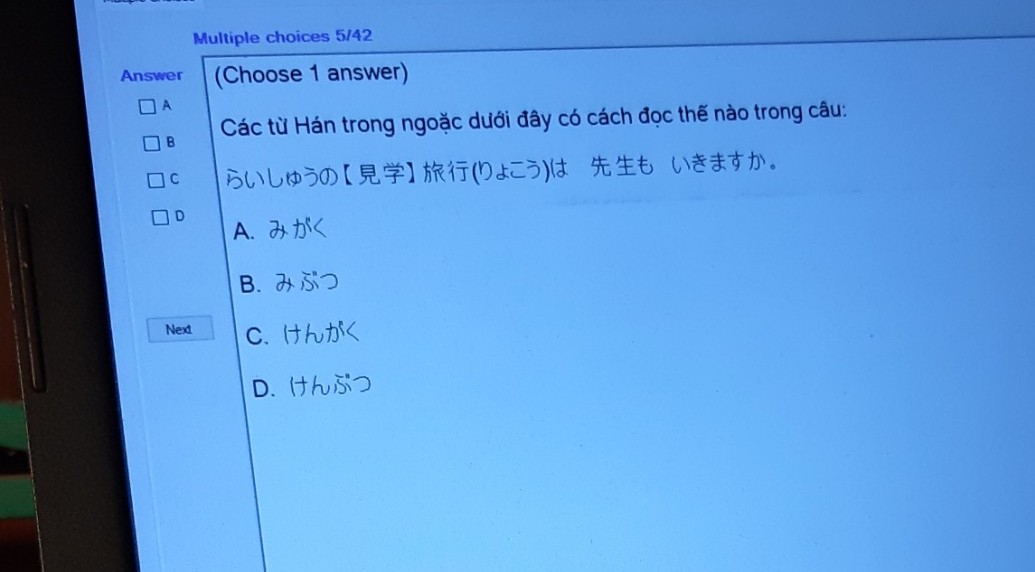 Multiple choices 5/42
Answer
(Choose 1 answer)
A
B
C
D
Các từ Hán trong ngoặc dưới đây có cách đọc thế nào trong câu:
らいしゅうの【見学】旅行(りょこう)は 先生も いきますか。
A. みがく
B. みぶつ
C. けんがく
D. けんぶつ
Next